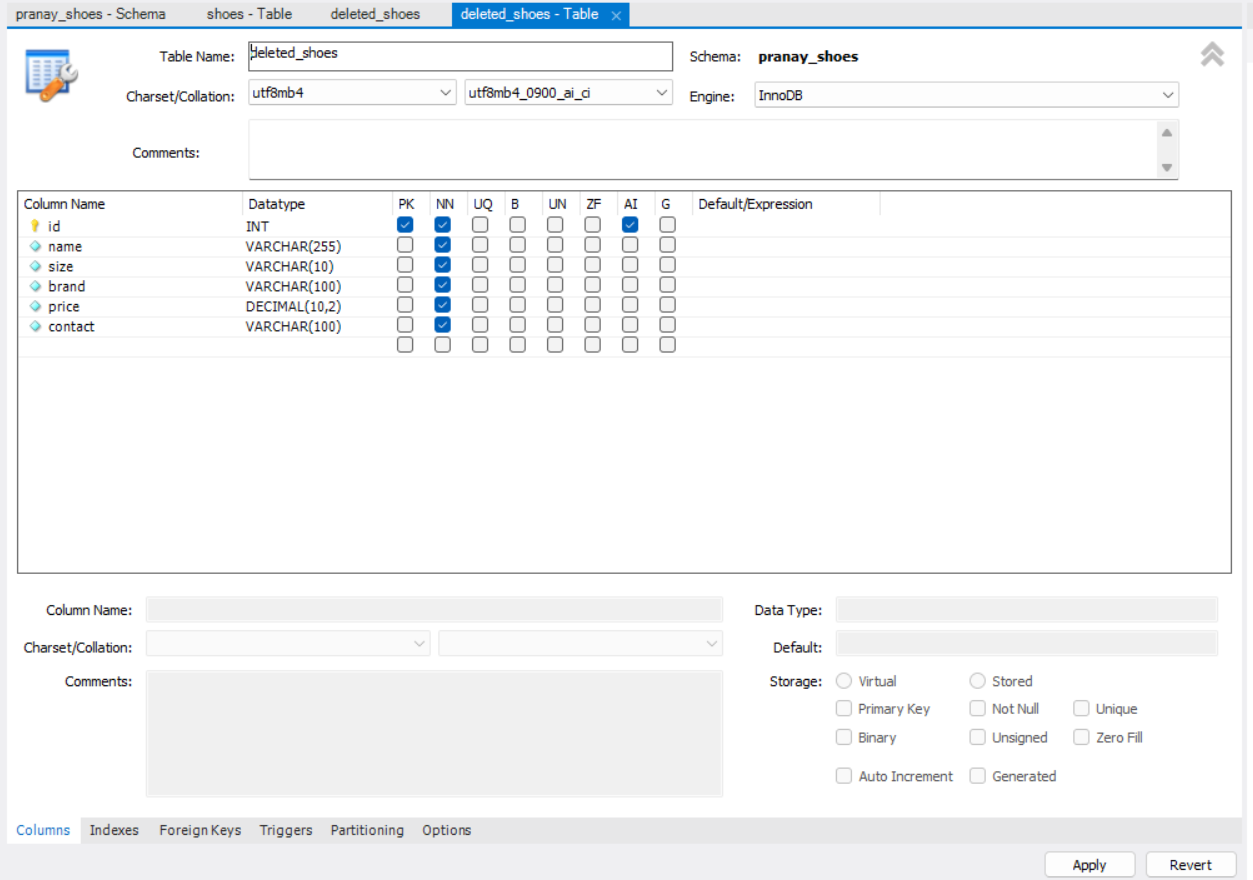 pranay_shoes - Schema shoes - Table deleted_shoes deleted_shoes - Table
Table Name: deleted_shoes Schema: pranay_shoes
Charset/Collation: utf8mb4 utf8mb4_0900_ai_ci Engine: InnoDB
Comments:
Column Name Datatype PK NN UQ B UN ZF AI G Default/Expression
id INT
name VARCHAR(255)
size VARCHAR(10)
brand VARCHAR(100)
price DECIMAL(10,2)
contact VARCHAR(100)
Column Name: Data Type:
Charset/Collation: Default:
Comments: Storage: Virtual Stored
Primary Key Not Null Unique
Binary Unsigned Zero Fill
Auto Increment Generated
Columns Indexes Foreign Keys Triggers Partitioning Options
Apply Revert